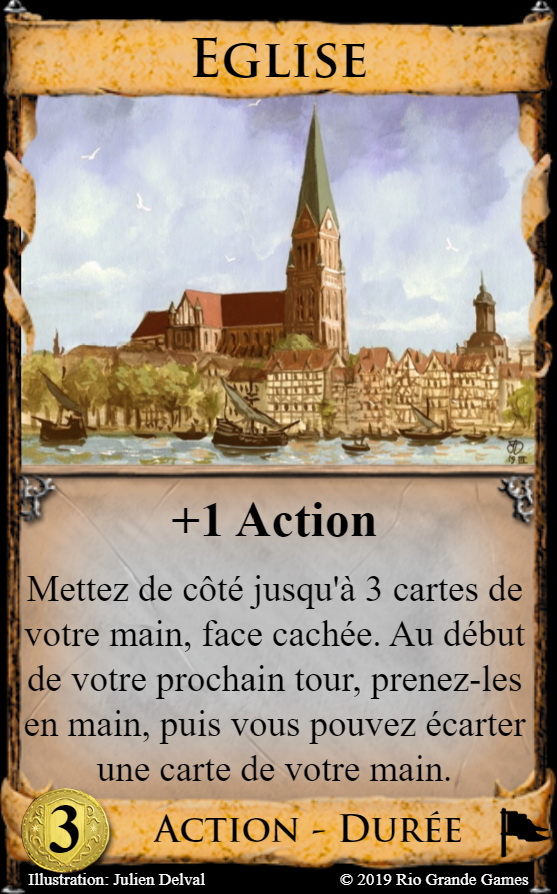 EGLISE
+1 Action
Mettez de côté jusqu'à 3 cartes de
votre main, face cachée. Au début
de votre prochain tour, prenez-les
en main, puis vous pouvez écarter
une carte de votre main.
3
ACTION - DURÉE
Illustration: Julien Delval
© 2019 Rio Grande Games